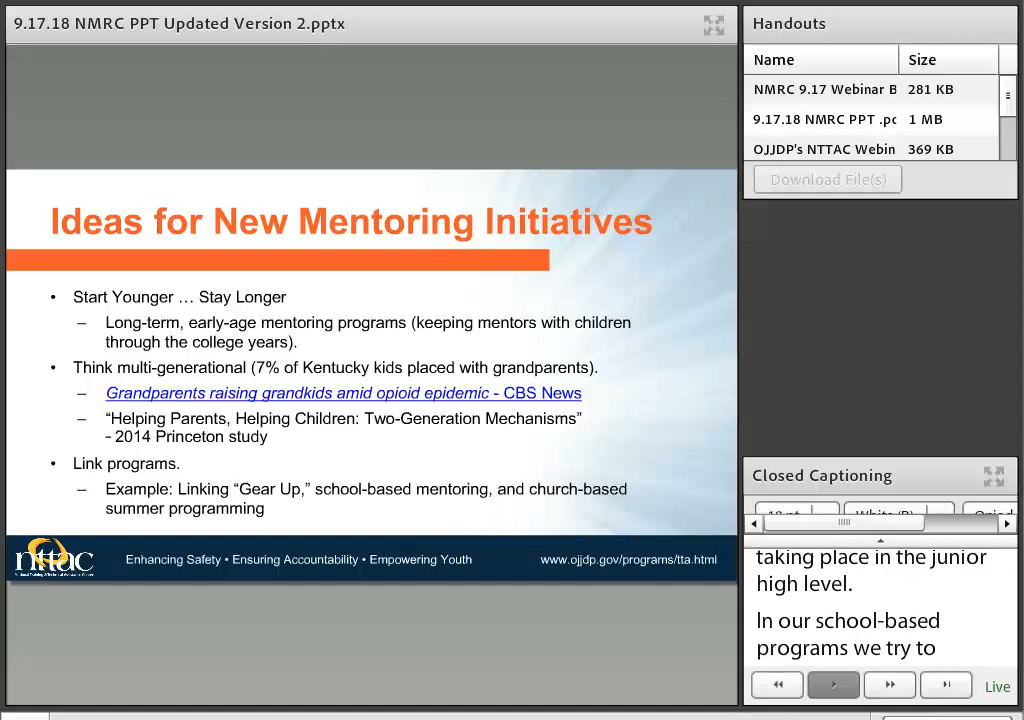 9.17.18 NMRC PPT Updated Version 2.pptx
Ideas for New Mentoring Initiatives
• Start Younger … Stay Longer
– Long-term, early-age mentoring programs (keeping mentors with children
through the college years).
• Think multi-generational (7% of Kentucky kids placed with grandparents).
– Grandparents raising grandkids amid opioid epidemic - CBS News
– “Helping Parents, Helping Children: Two-Generation Mechanisms”
- 2014 Princeton study
• Link programs.
– Example: Linking “Gear Up,” school-based mentoring, and church-based
summer programming
nttac
Enhancing Safety • Ensuring Accountability • Empowering Youth
www.ojjdp.gov/programs/tta.html
Handouts
Name Size
NMRC 9.17 Webinar B 281 KB
9.17.18 NMRC PPT .pc 1 MB
OJJDP's NTTAC Webin 369 KB
Download File(s)
Closed Captioning
taking place in the junior
high level.
In our school-based
programs we try to
Live